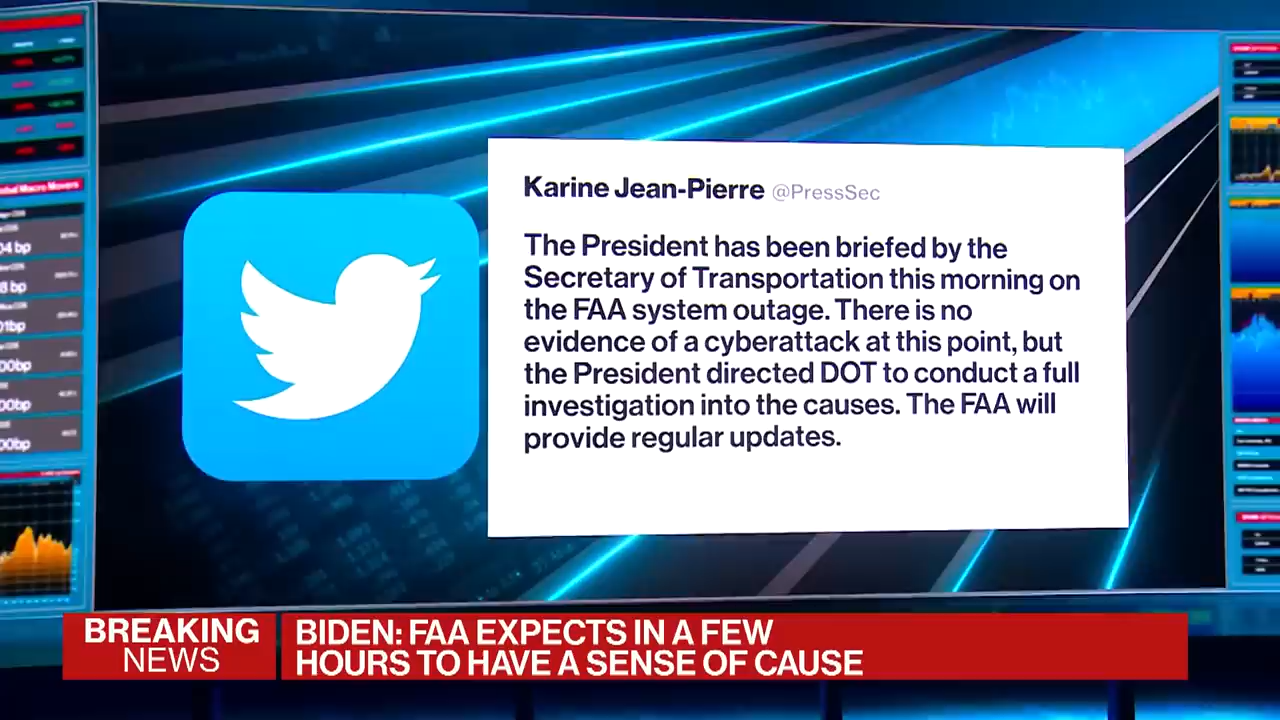 Karine Jean-Pierre @PressSec
The President has been briefed by the
Secretary of Transportation this morning on
the FAA system outage. There is no
evidence of a cyberattack at this point, but
the President directed DOT to conduct a full
investigation into the causes. The FAA will
provide regular updates.
BREAKING
NEWS
BIDEN: FAA EXPECTS IN A FEW
HOURS TO HAVE A SENSE OF CAUSE